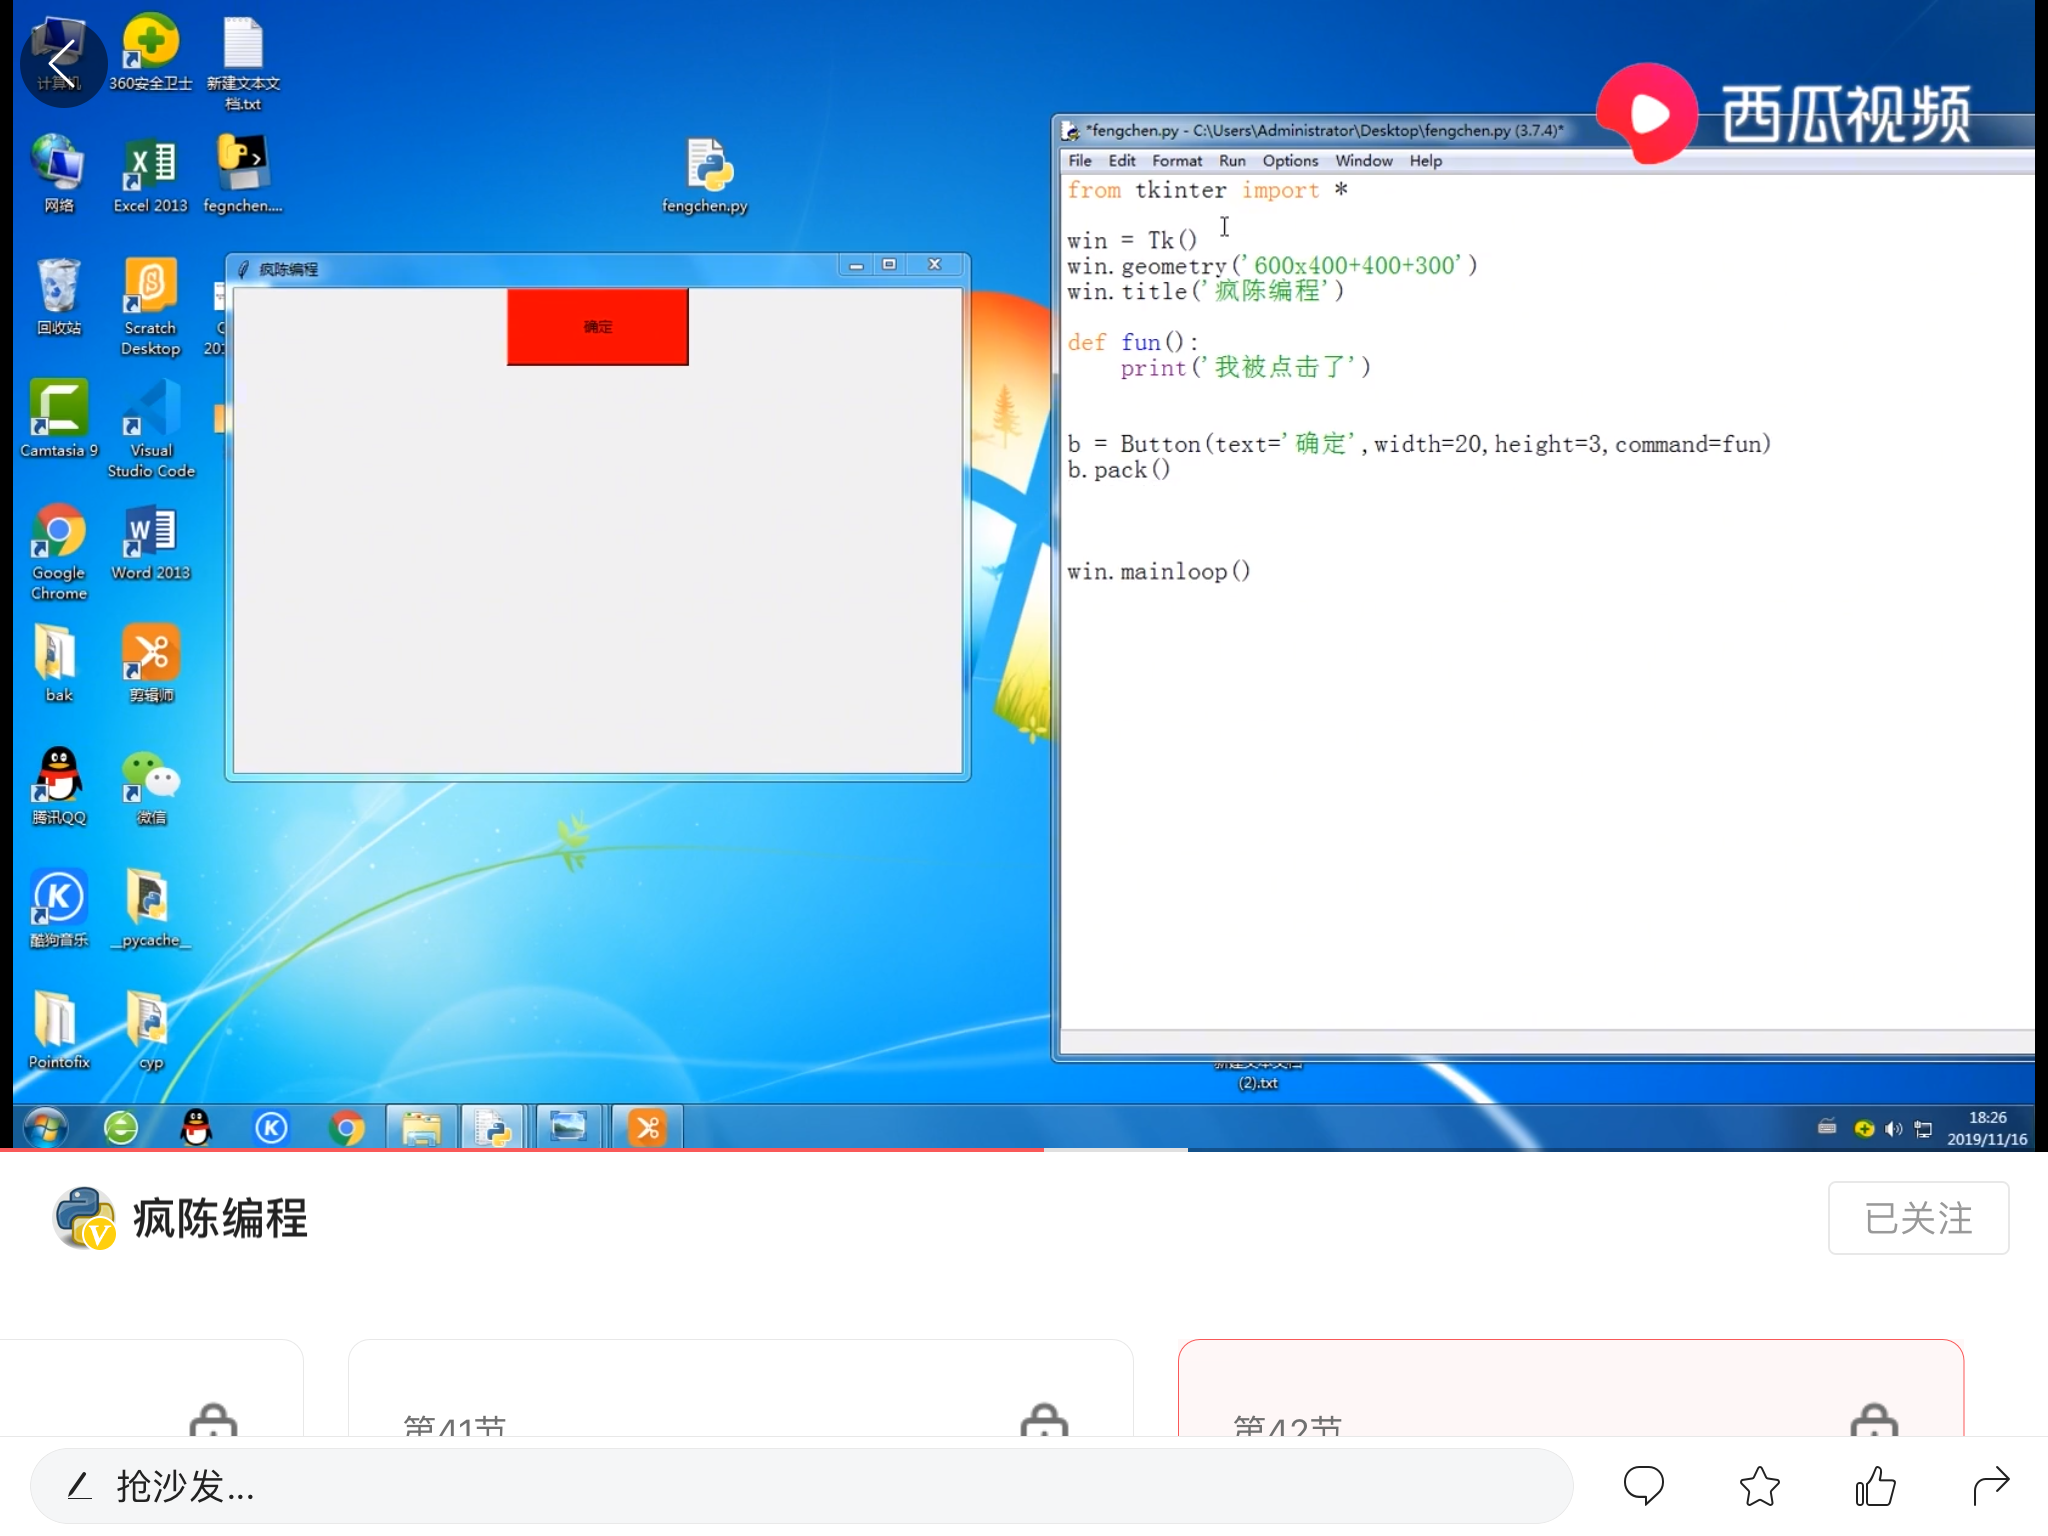 计算机
360安全卫士
新建文本文
档.txt
西瓜视频
网络
Excel 2013
fegnchen....
fengchen.py
*fengchen.py - C:\Users\Administrator\Desktop\fengchen.py (3.7.4)*
File Edit Format Run Options Window Help
from tkinter import *
win = Tk()
win.geometry('600x400+400+300')
win.title('疯陈编程')
def fun():
print('我被点击了')
b = Button(text='确定',width=20,height=3,command=fun)
b.pack()
win.mainloop()
疯陈编程
确定
回收站
Scratch
Desktop
Camtasia 9
Visual
Studio Code
Google
Chrome
Word 2013
bak
剪辑师
腾讯QQ
微信
酷狗音乐
__pycache__
Pointofix
cyp
(2).txt
18:26
2019/11/16
疯陈编程
已关注
第41节
第42节
抢沙发...